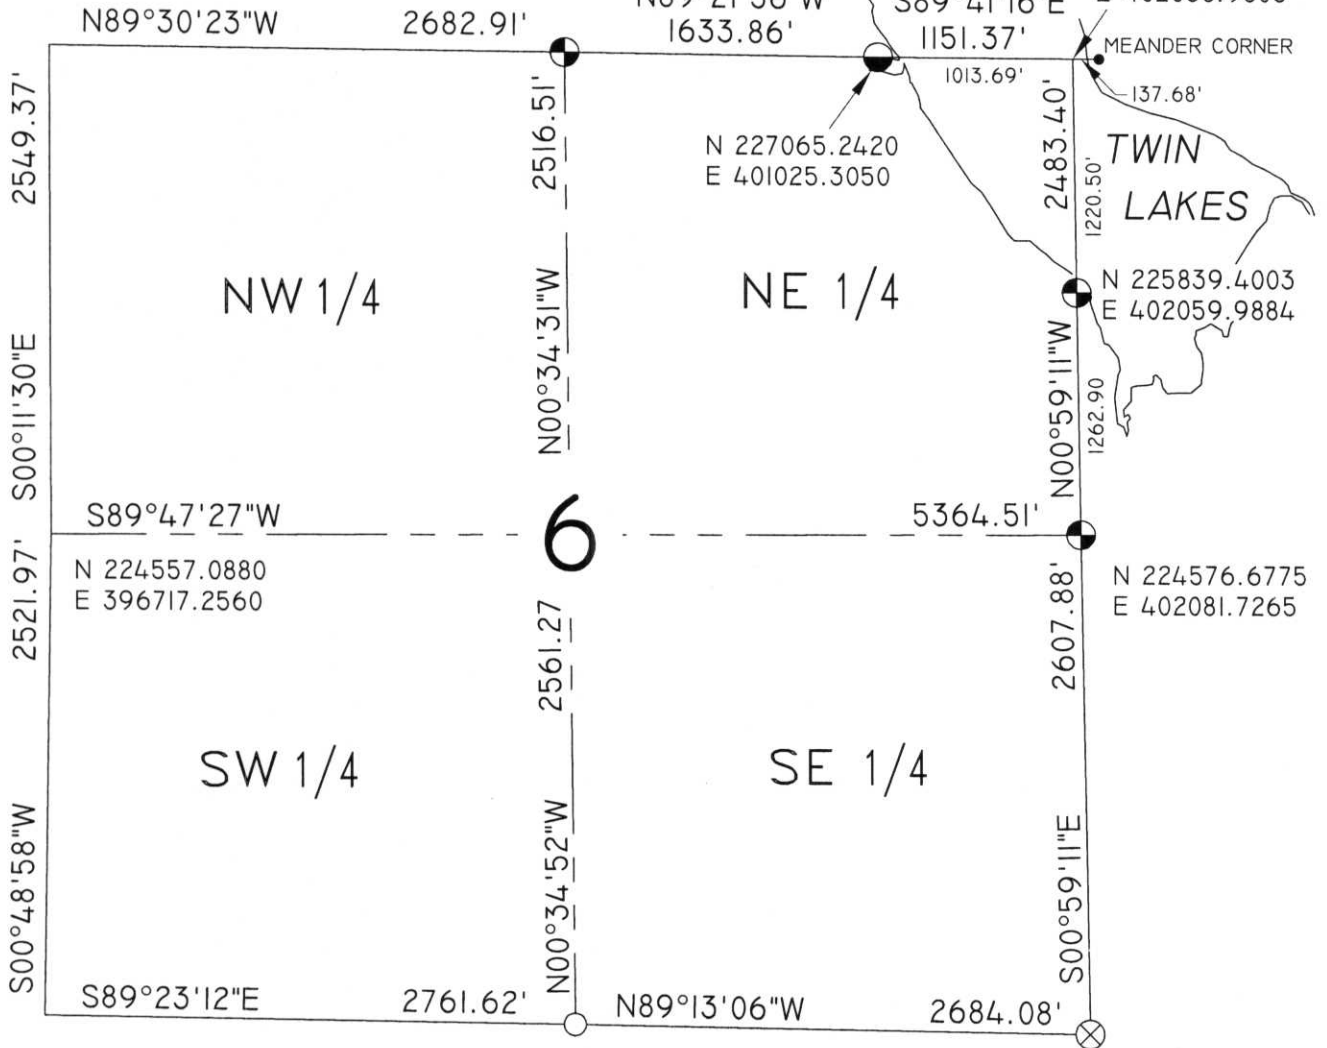 N89°30'23"W 2682.91' 1633.86' 1151.37'
MEANDER CORNER
1013.69'
137.68'
2549.37'
2516.51'
2483.40'
1220.50'
TWIN
LAKES
N 227065.2420
E 401025.3050
NW 1/4
NE 1/4
N 225839.4003
E 402059.9884
S00°11'30"E
N00°34'31"W
N00°59'11"W
1262.90
S89°47'27"W 5364.51'
6
N 224557.0880
E 396717.2560
N 224576.6775
E 402081.7265
2521.97'
2561.27
2607.88'
SW 1/4
SE 1/4
S00°48'58"W
N00°34'52"W
S00°59'11"E
S89°23'12"E 2761.62' N89°13'06"W 2684.08'